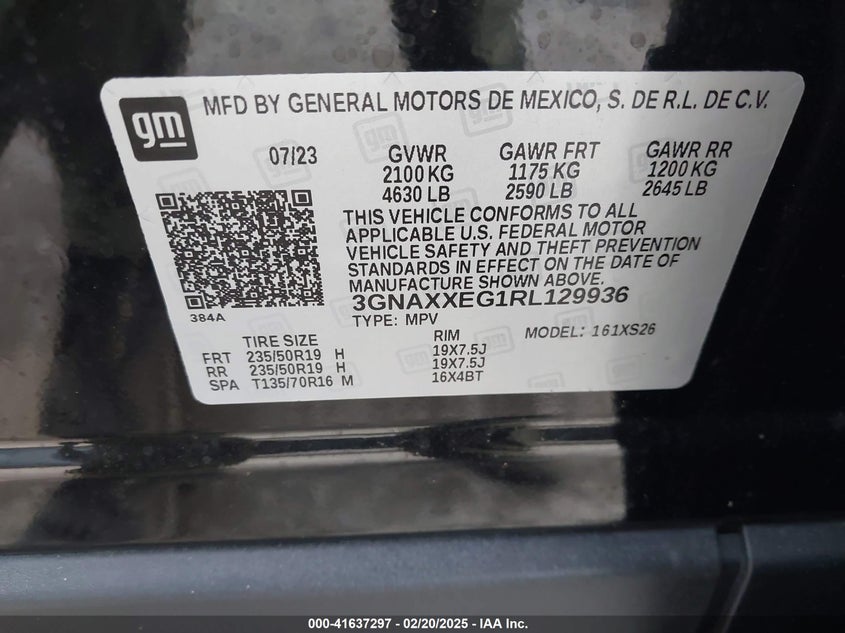 gm MFD BY GENERAL MOTORS DE MEXICO, S. DE R.L. DE C.V.
07/23 GVWR GAWR FRT GAWR RR
2100 KG 1175 KG 1200 KG
4630 LB 2590 LB 2645 LB
THIS VEHICLE CONFORMS TO ALL
APPLICABLE U.S. FEDERAL MOTOR
VEHICLE SAFETY AND THEFT PREVENTION
STANDARDS IN EFFECT ON THE DATE OF
MANUFACTURE SHOWN ABOVE.
3GNAXXEG1RL129936
384A
TYPE: MPV MODEL: 161XS26
TIRE SIZE RIM
FRT 235/50R19 H 19X7.5J
RR 235/50R19 H 19X7.5J
SPA T135/70R16 M 16X4BT
000-41637297 - 02/20/2025 - IAA Inc.